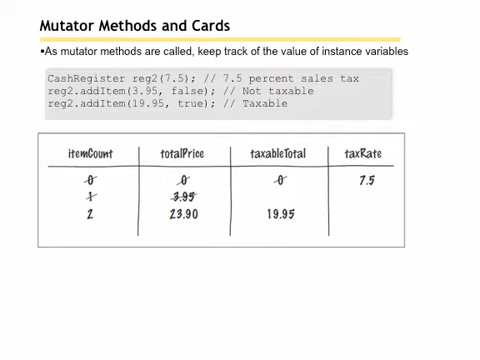 Mutator Methods and Cards
▪As mutator methods are called, keep track of the value of instance variables
CashRegister reg2(7.5); // 7.5 percent sales tax
reg2.addItem(3.95, false); // Not taxable
reg2.addItem(19.95, true); // Taxable
itemCount totalPrice taxableTotal taxRate
0 0 0 7.5
1 3.95
2 23.90 19.95